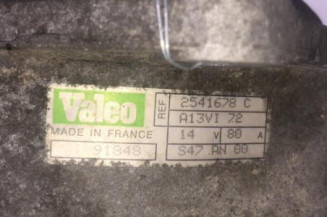 Valeo
REF
2541678 C
A13VI 72
MADE IN FRANCE
14 V 80 A
91848
S47 AN 80